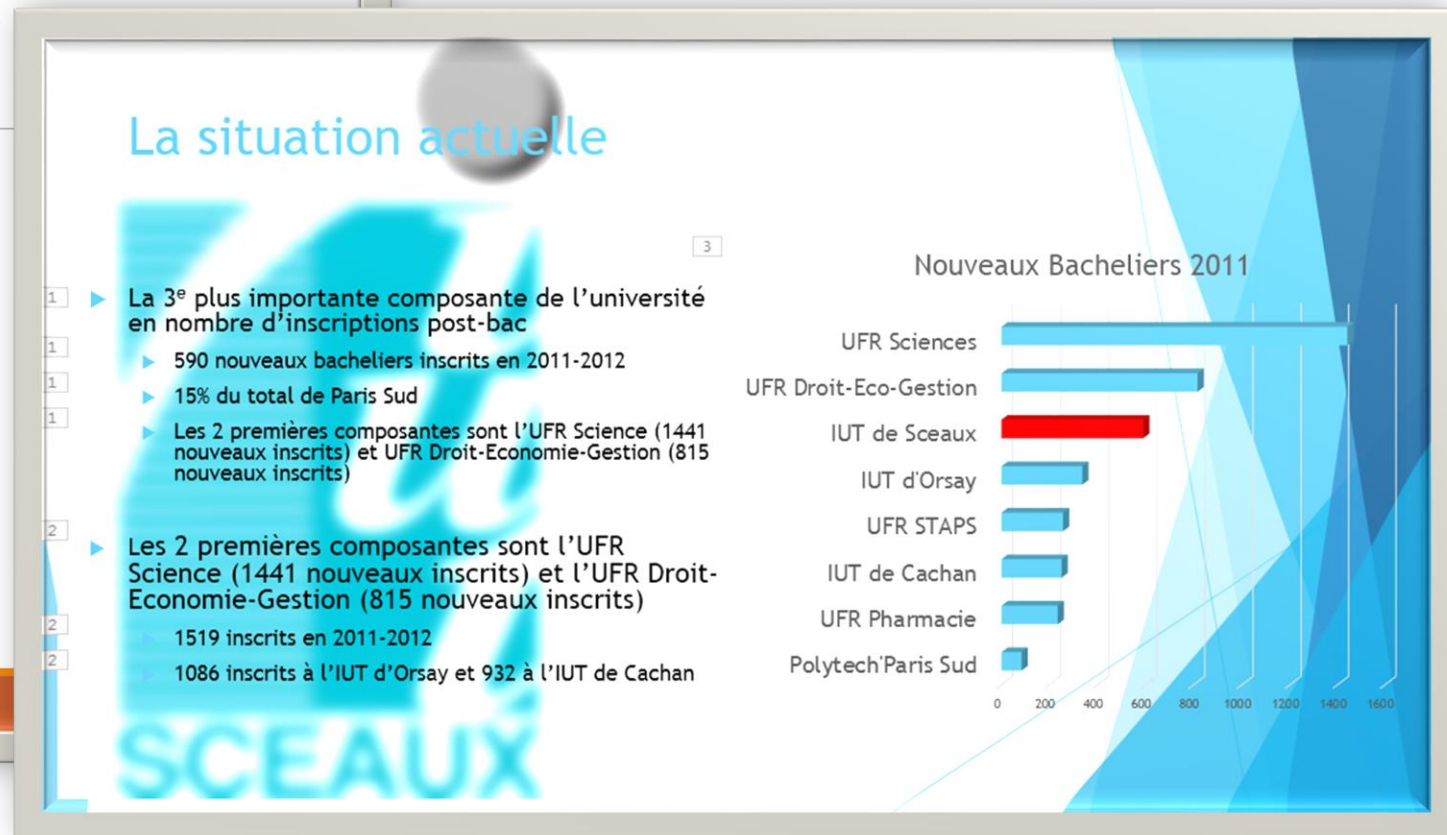 La situation actuelle
3
1
La 3e plus importante composante de l'université
en nombre d'inscriptions post-bac
1
590 nouveaux bacheliers inscrits en 2011-2012
1
15% du total de Paris Sud
1
Les 2 premières composantes sont l'UFR Science (1441
nouveaux inscrits) et UFR Droit-Economie-Gestion (815
nouveaux inscrits)
2
Les 2 premières composantes sont l'UFR
Science (1441 nouveaux inscrits) et l'UFR Droit-
Economie-Gestion (815 nouveaux inscrits)
2
1519 inscrits en 2011-2012
2
1086 inscrits à l'IUT d'Orsay et 932 à l'IUT de Cachan
SCEAUX
Nouveaux Bacheliers 2011
UFR Sciences
UFR Droit-Eco-Gestion
IUT de Sceaux
IUT d'Orsay
UFR STAPS
IUT de Cachan
UFR Pharmacie
Polytech'Paris Sud
0 200 400 600 800 1000 1200 1400 1600